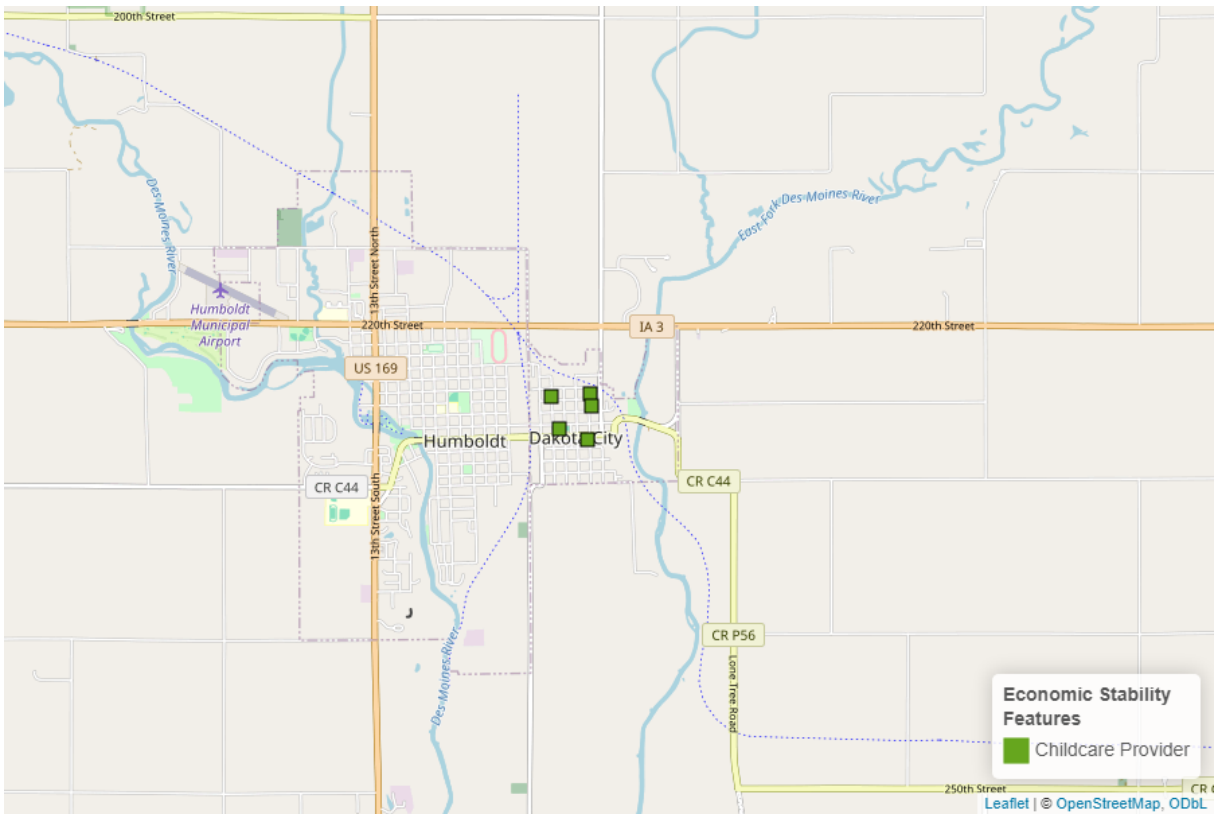 200th Street
Des Moines River
13th Street North
East Fork Des Moines River
Humboldt
Municipal
Airport
220th Street
IA 3
220th Street
US 169
Humboldt
Dakota City
CR C44
CR C44
13th Street South
CR P56
Des Moines River
Lone Tree Road
Economic Stability
Features
Childcare Provider
250th Street
Leaflet | © OpenStreetMap, ODbL